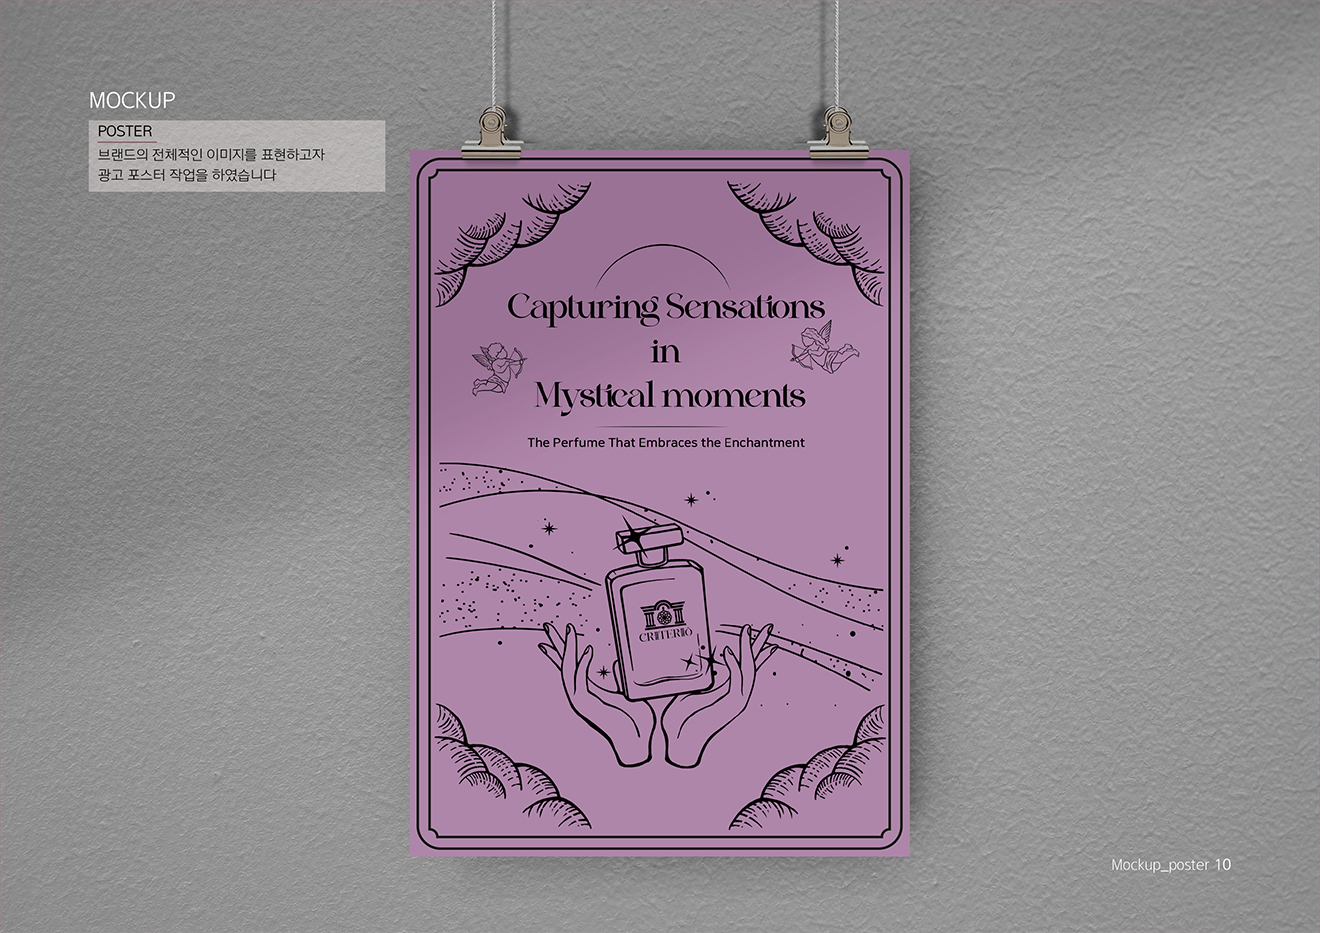 MOCKUP
POSTER
브랜드의 전체적인 이미지를 표현하고자
광고 포스터 작업을 하였습니다
Capturing Sensations
in
Mystical moments
The Perfume That Embraces the Enchantment
CRITERIO
Mockup_poster 10